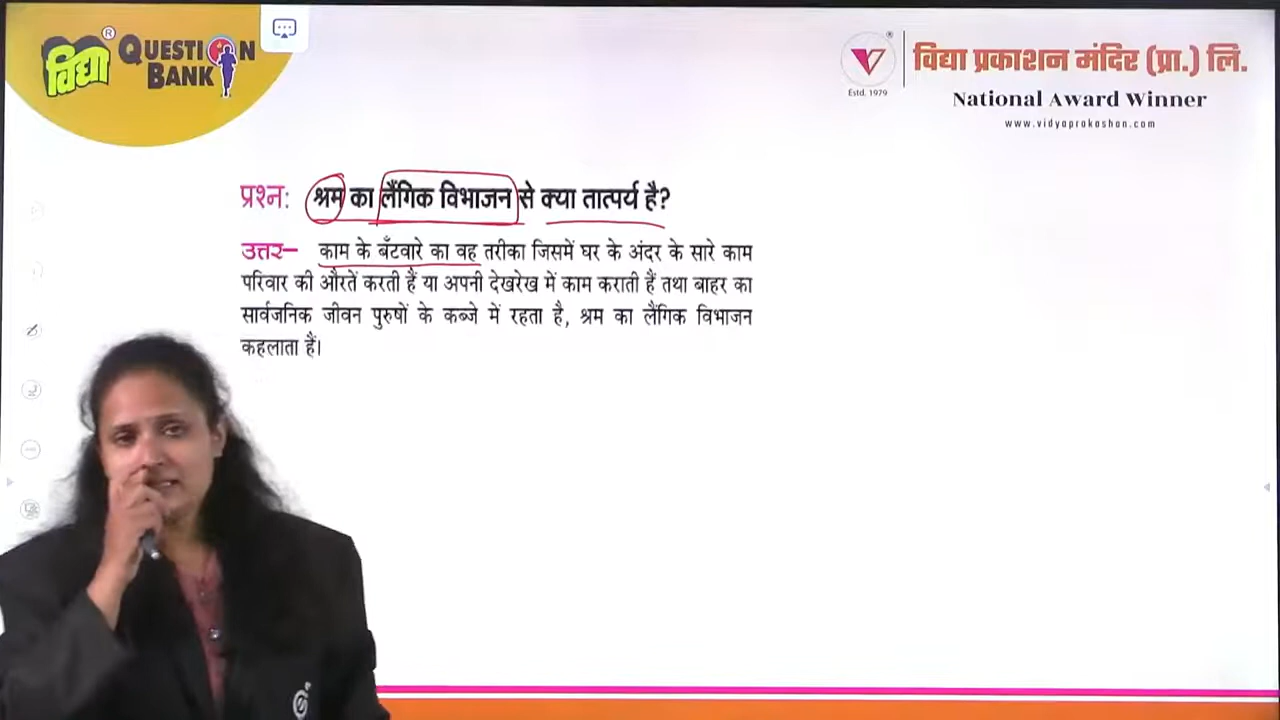 विद्या®
QUESTION
BANK
®
Estd. 1979
विद्या प्रकाशन मंदिर (प्रा.) लि.
National Award Winner
www.vidyaprakashan.com
प्रश्न: श्रम का लैंगिक विभाजन से क्या तात्पर्य है?
उत्तर– काम के बँटवारे का वह तरीका जिसमें घर के अंदर के सारे काम
परिवार की औरतें करती हैं या अपनी देखरेख में काम कराती हैं तथा बाहर का
सार्वजनिक जीवन पुरुषों के कब्जे में रहता है, श्रम का लैंगिक विभाजन
कहलाता हैं।